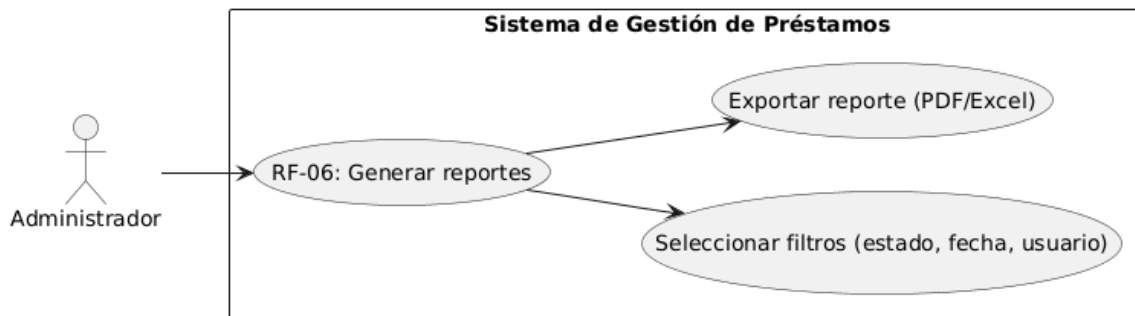 Sistema de Gestión de Préstamos
Exportar reporte (PDF/Excel)
RF-06: Generar reportes
Administrador
Seleccionar filtros (estado, fecha, usuario)